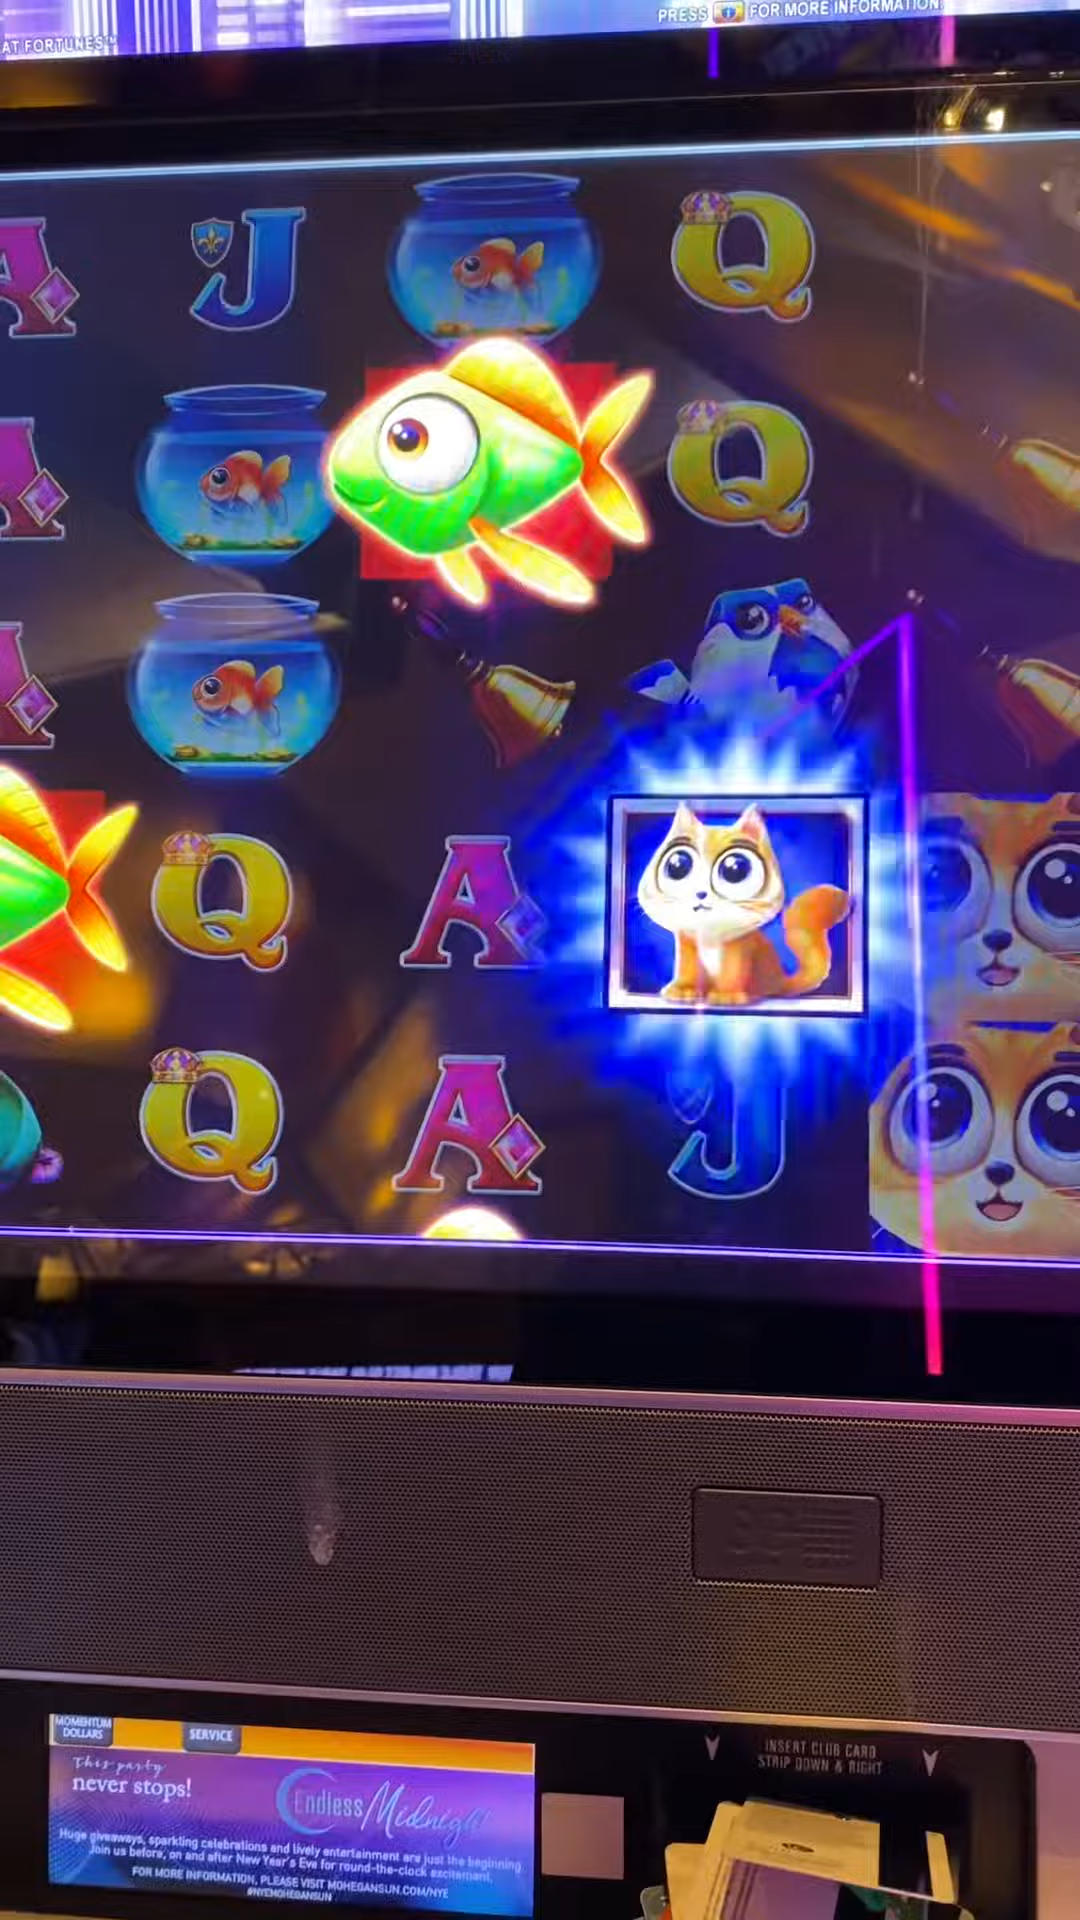 PRESS i FOR MORE INFORMATION.
AT FORTUNES™
A J Q
A Q
A
Q A
Q A J
MOMENTUM DOLLARS
SERVICE
This party
never stops!
Endless Midnight
Huge giveaways, sparkling celebrations and lively entertainment are just the beginning.
Join us before, on and after New Year's Eve for round-the-clock excitement.
FOR MORE INFORMATION, PLEASE VISIT MOHEGANSUN.COM/NYE
#NYEMOHEGANSUN
INSERT CLUB CARD
STRIP DOWN & RIGHT